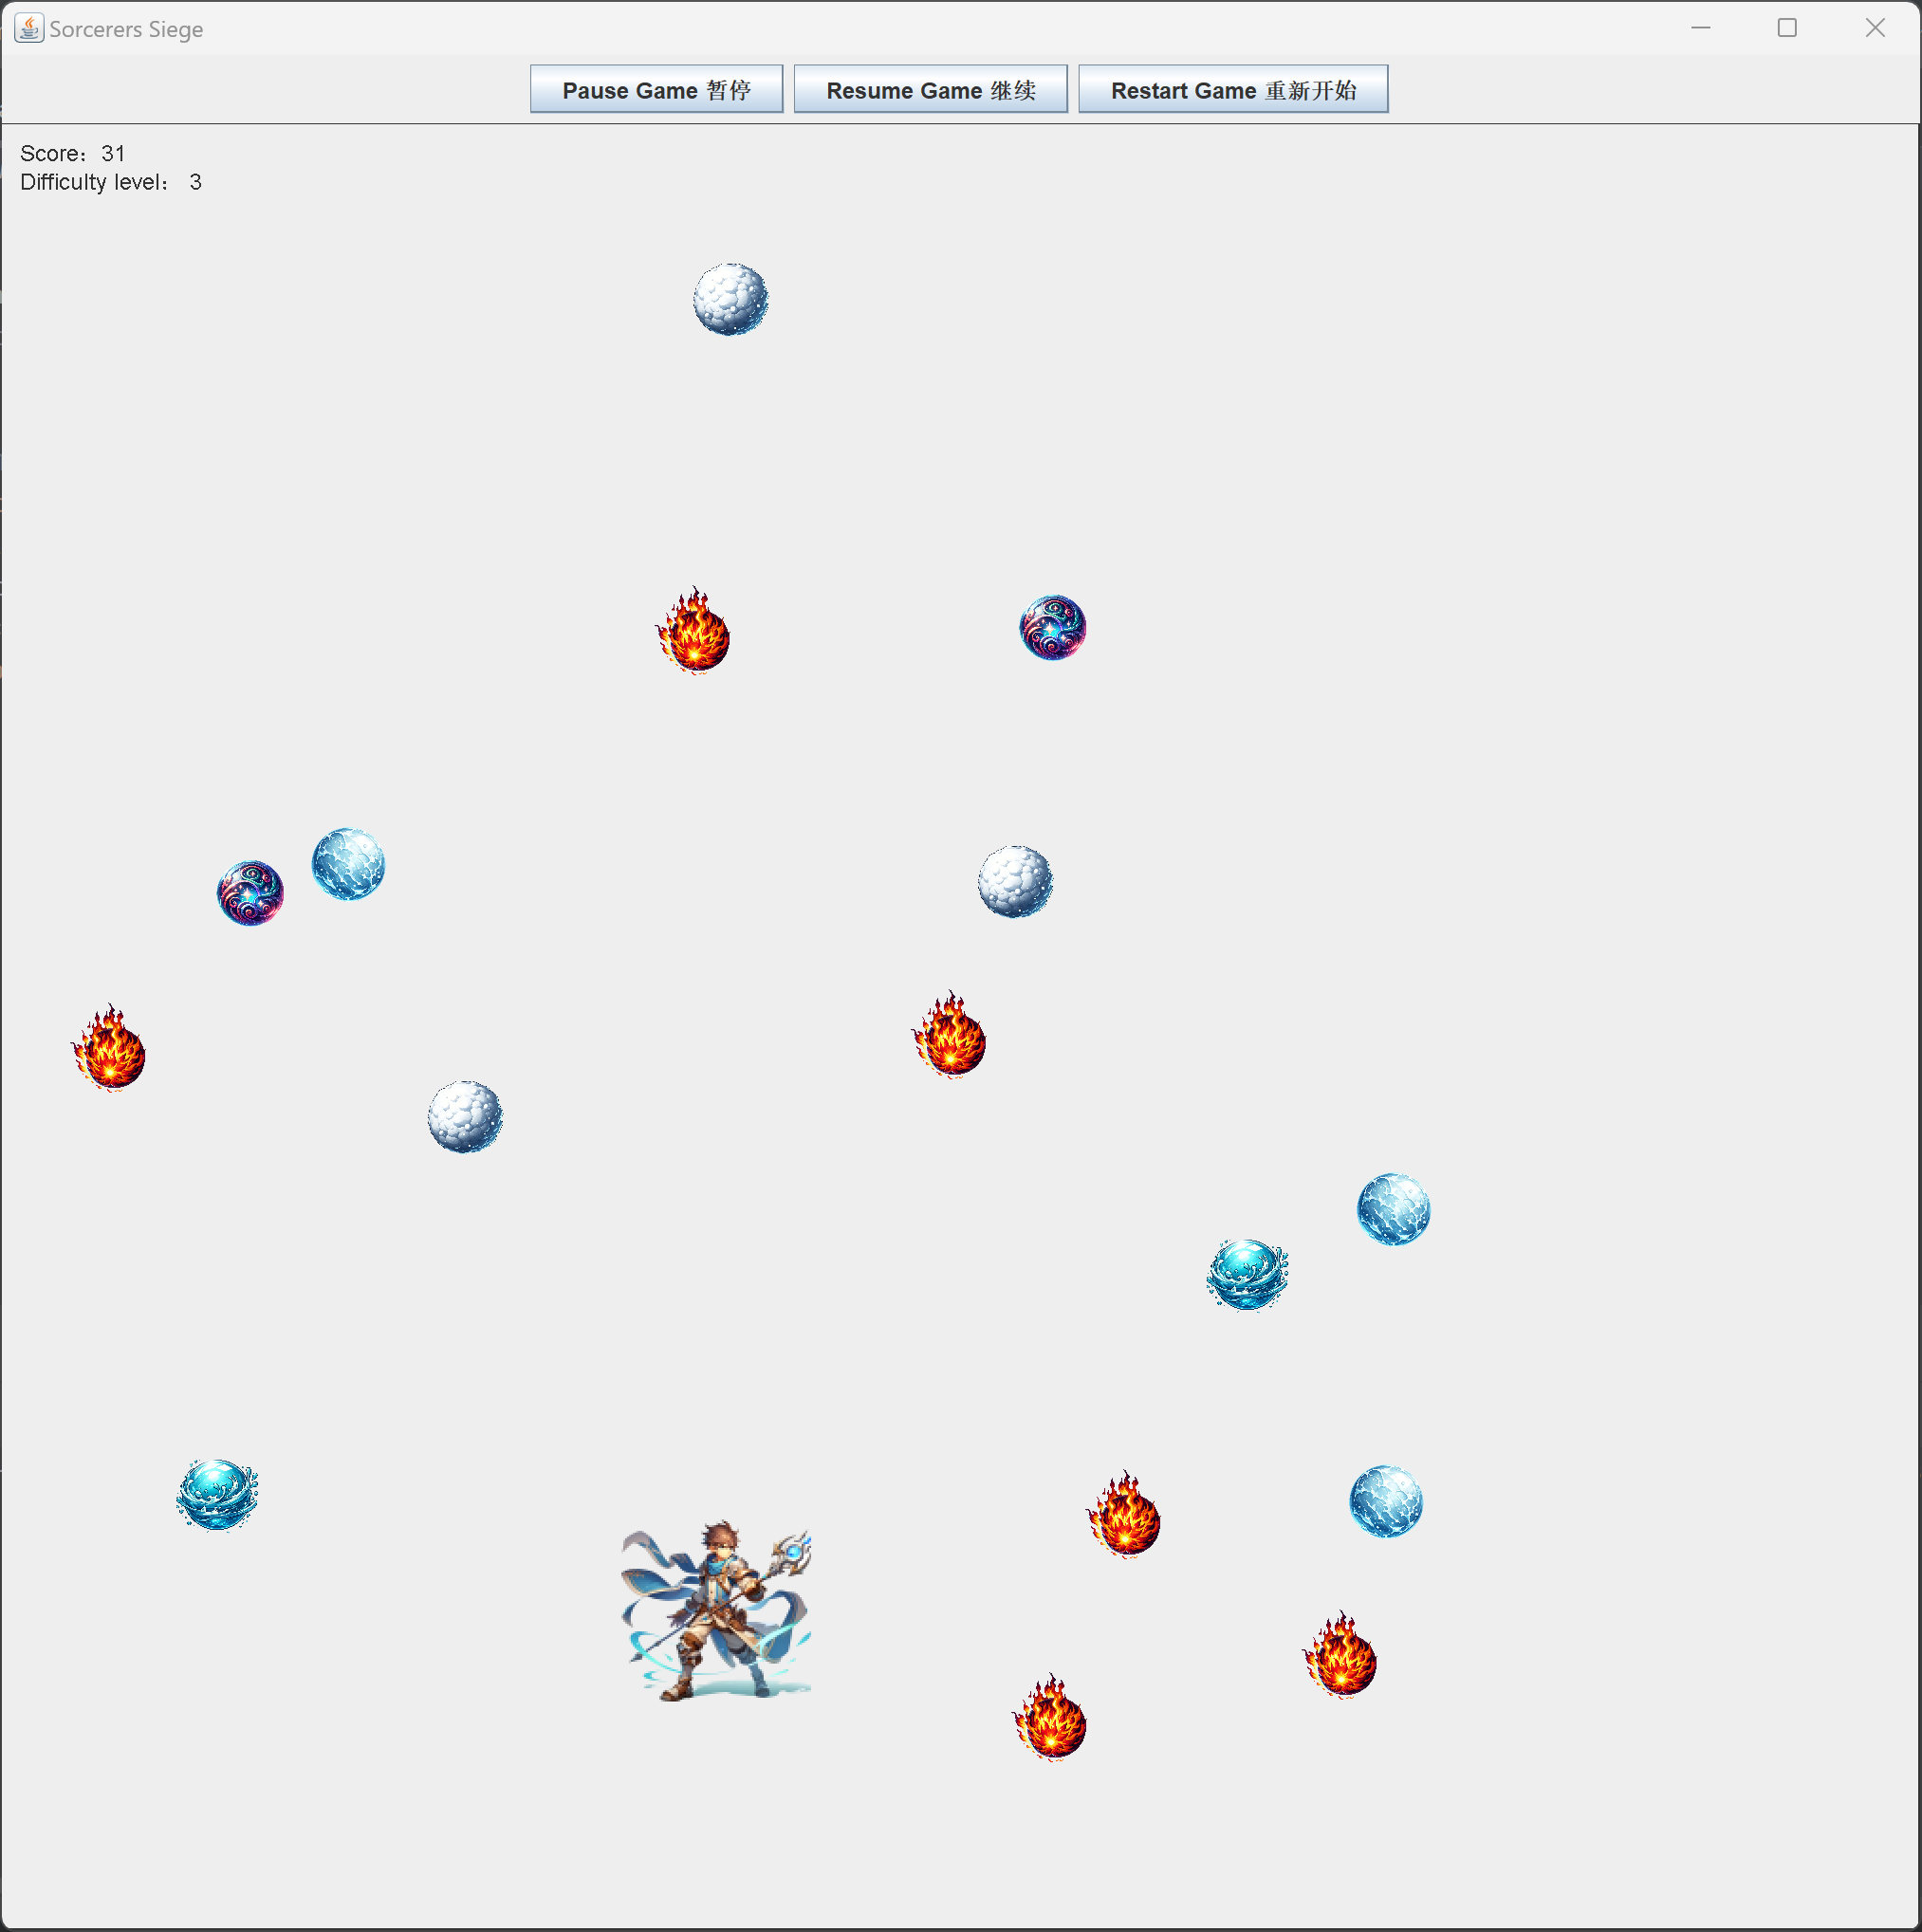 Sorcerers Siege
Pause Game 暂停
Resume Game 继续
Restart Game 重新开始
Score：31
Difficulty level： 3